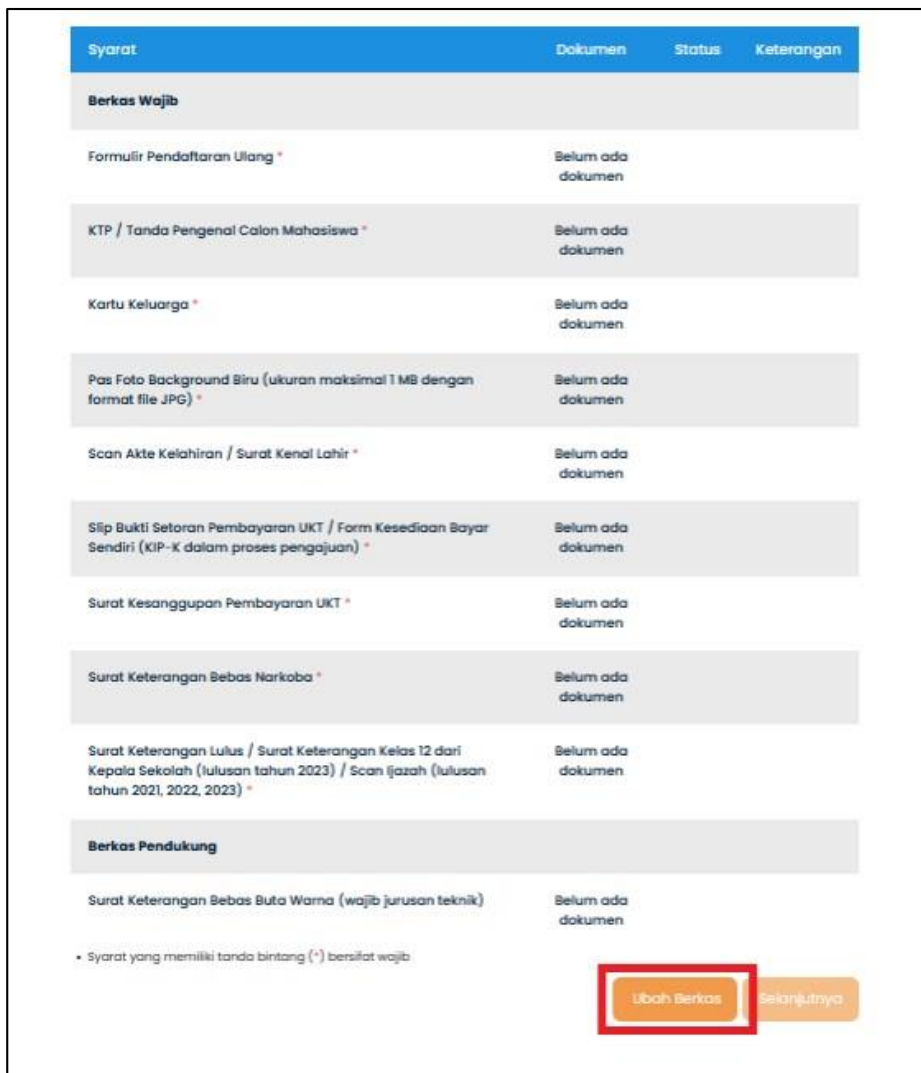 Syarat Dokumen Status Keterangan
Berkas Wajib
Formulir Pendaftaran Ulang * Belum ada
dokumen
KTP / Tanda Pengenal Calon Mahasiswa * Belum ada
dokumen
Kartu Keluarga * Belum ada
dokumen
Pas Foto Background Biru (ukuran maksimal 1 MB dengan Belum ada
format file JPG) * dokumen
Scan Akte Kelahiran / Surat Kenal Lahir * Belum ada
dokumen
Slip Bukti Setoran Pembayaran UKT / Form Kesediaan Bayar Belum ada
Sendiri (KIP-K dalam proses pengajuan) * dokumen
Surat Kesanggupan Pembayaran UKT * Belum ada
dokumen
Surat Keterangan Bebas Narkoba * Belum ada
dokumen
Surat Keterangan Lulus / Surat Keterangan Kelas 12 dari Belum ada
Kepala Sekolah (lulusan tahun 2023) / Scan Ijazah (lulusan dokumen
tahun 2021, 2022, 2023) *
Berkas Pendukung
Surat Keterangan Bebas Buta Warna (wajib jurusan teknik) Belum ada
dokumen
• Syarat yang memiliki tanda bintang (*) bersifat wajib
Ubah Berkas Selanjutnya